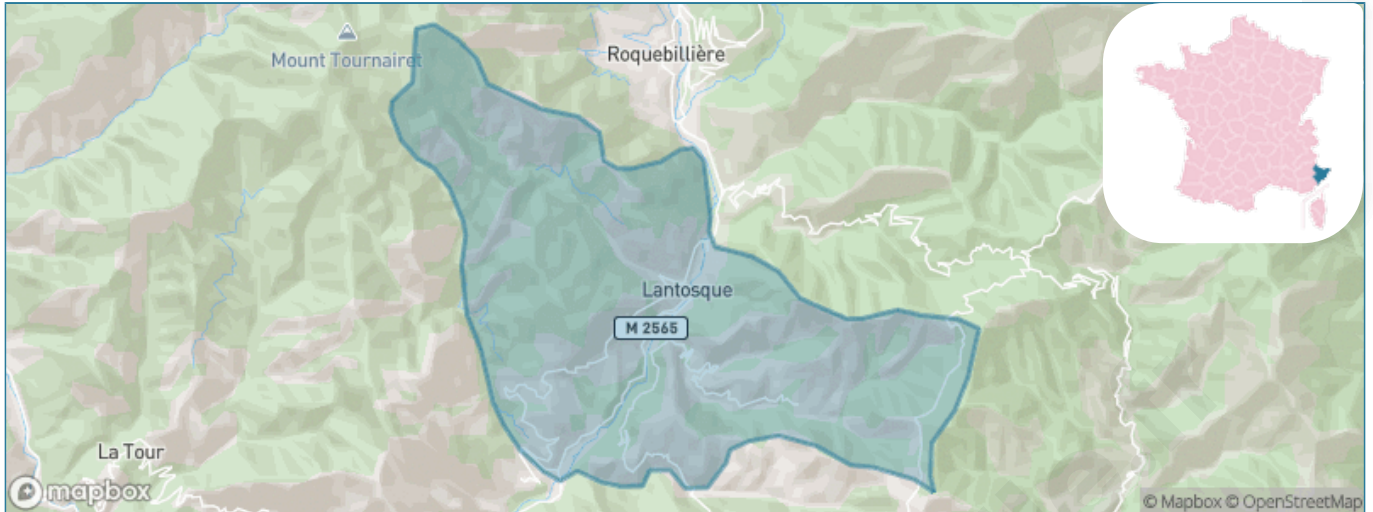 Mount Tournairet
Roquebillière
Lantosque
M 2565
La Tour
mapbox
© Mapbox © OpenStreetMap